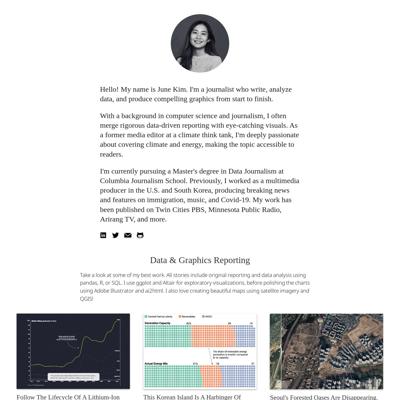 Hello! My name is June Kim. I'm a journalist who write, analyze
data, and produce compelling graphics from start to finish.
With a background in computer science and journalism, I often
merge rigorous data-driven reporting with eye-catching visuals. As
a former media editor at a climate think tank, I'm deeply passionate
about covering climate and energy, making the topic accessible to
readers.
I'm currently pursuing a Master's degree in Data Journalism at
Columbia Journalism School. Previously, I worked as a multimedia
producer in the U.S. and South Korea, producing breaking news
and features on immigration, music, and Covid-19. My work has
been published on Twin Cities PBS, Minnesota Public Radio,
Arirang TV, and more.
Data & Graphics Reporting
Take a look at some of my best work. All stories include original reporting and data analysis using
pandas, R, or SQL. I use ggplot and Altair for exploratory visualizations, before polishing the charts
using Adobe Illustrator and ai2html. I also love creating beautiful maps using satellite imagery and
QGIS!
Generation Capacity
Actual Energy Mix
Follow The Lifecycle Of A Lithium-Ion
This Korean Island Is A Harbinger Of
Seoul's Forested Oases Are Disappearing.